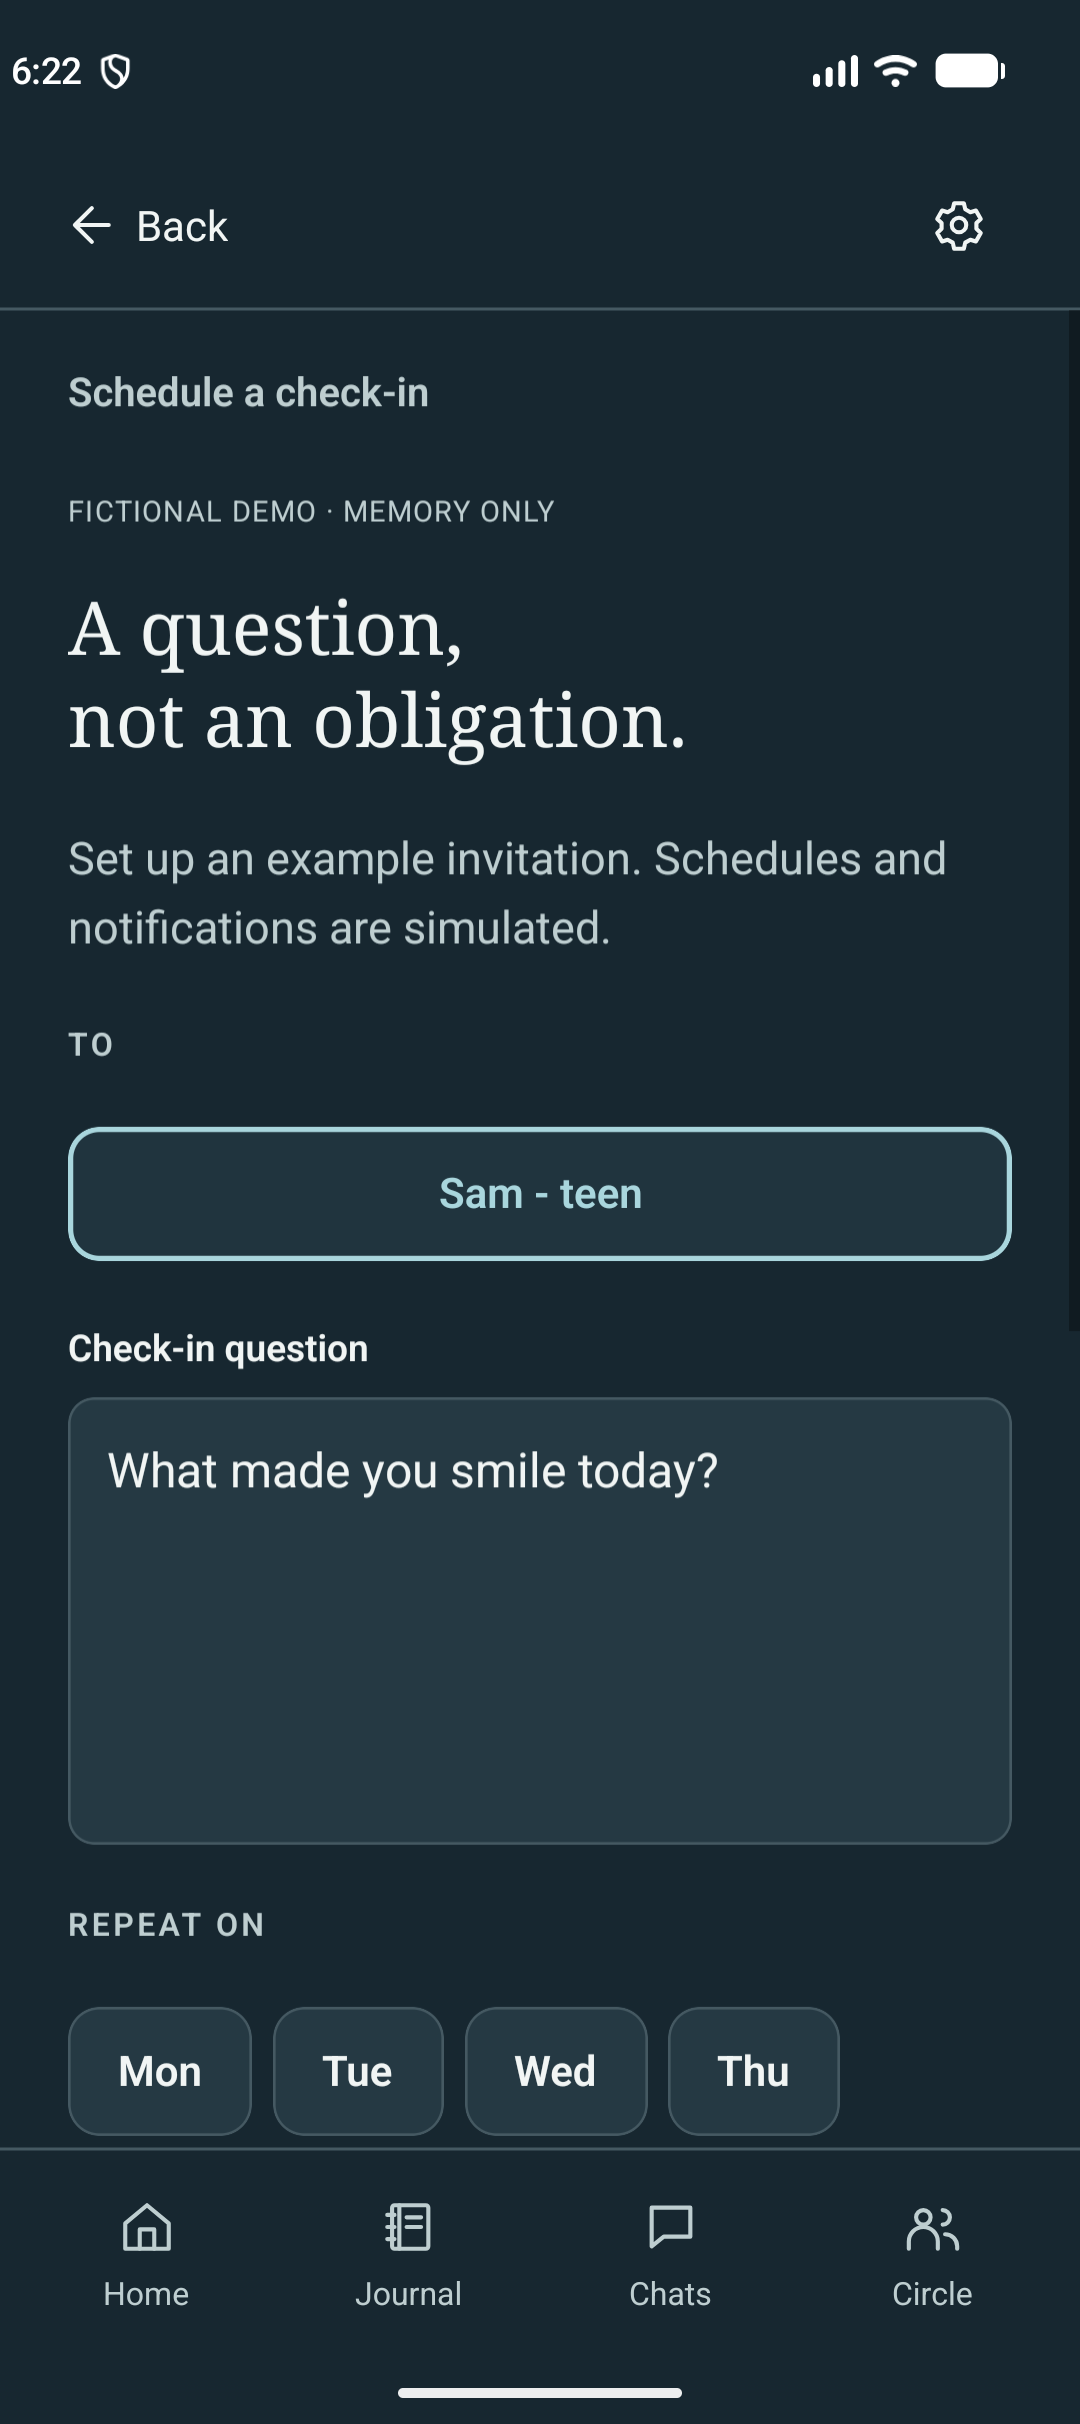 6:22
Back
Schedule a check-in
FICTIONAL DEMO · MEMORY ONLY
A question,
not an obligation.
Set up an example invitation. Schedules and
notifications are simulated.
TO
Sam - teen
Check-in question
What made you smile today?
REPEAT ON
Mon Tue Wed Thu
Home Journal Chats Circle